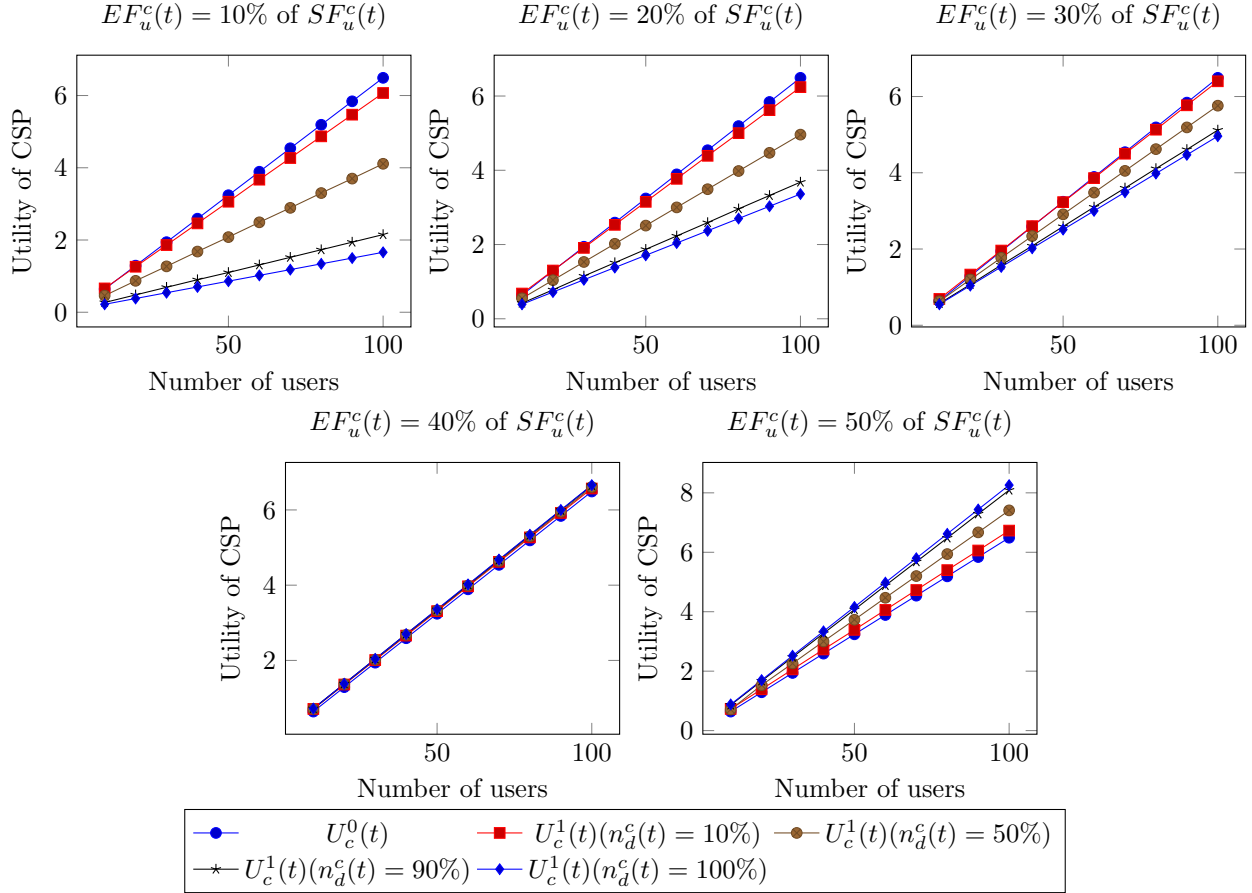 $EF_u^c(t) = 10\%$ of $SF_u^c(t)$
$EF_u^c(t) = 20\%$ of $SF_u^c(t)$
$EF_u^c(t) = 30\%$ of $SF_u^c(t)$
6
4
2
0
Utility of CSP
50
100
Number of users
6
4
2
0
Utility of CSP
50
100
Number of users
6
4
2
0
Utility of CSP
50
100
Number of users
$EF_u^c(t) = 40\%$ of $SF_u^c(t)$
$EF_u^c(t) = 50\%$ of $SF_u^c(t)$
6
4
2
Utility of CSP
50
100
Number of users
8
6
4
2
0
Utility of CSP
50
100
Number of users
$U_c^0(t)$
$U_c^1(t)(n_d^c(t) = 10\%)$
$U_c^1(t)(n_d^c(t) = 50\%)$
$U_c^1(t)(n_d^c(t) = 90\%)$
$U_c^1(t)(n_d^c(t) = 100\%)$